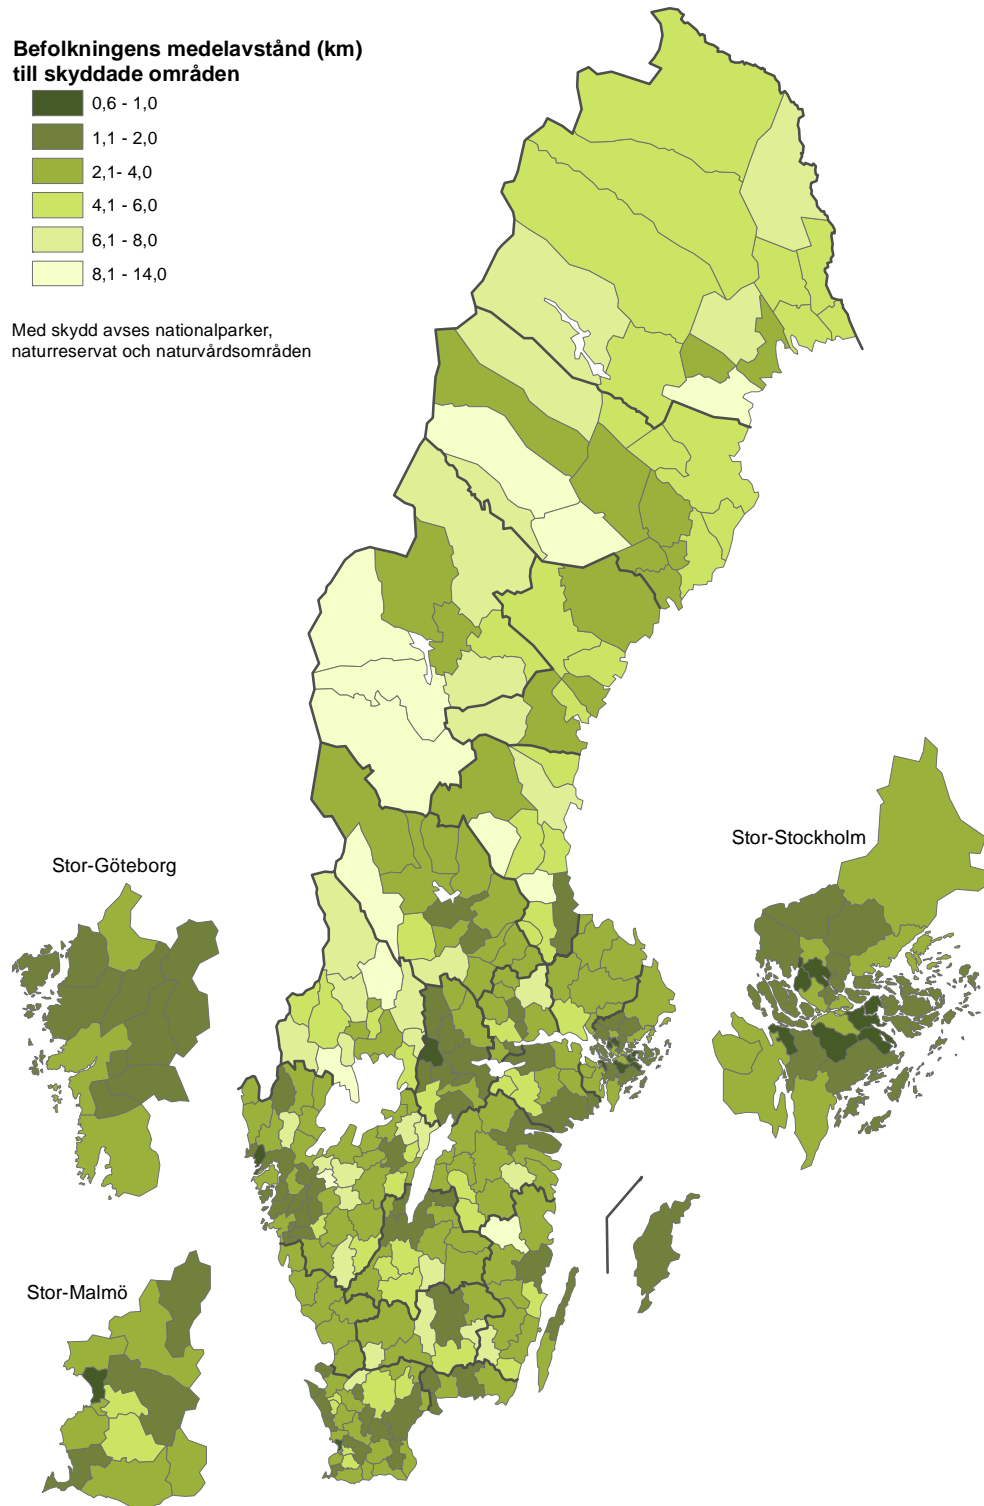 Befolkningens medelavstånd (km)
till skyddade områden
0,6 - 1,0
1,1 - 2,0
2,1- 4,0
4,1 - 6,0
6,1 - 8,0
8,1 - 14,0
Med skydd avses nationalparker,
naturreservat och naturvårdsområden
Stor-Stockholm
Stor-Göteborg
Stor-Malmö